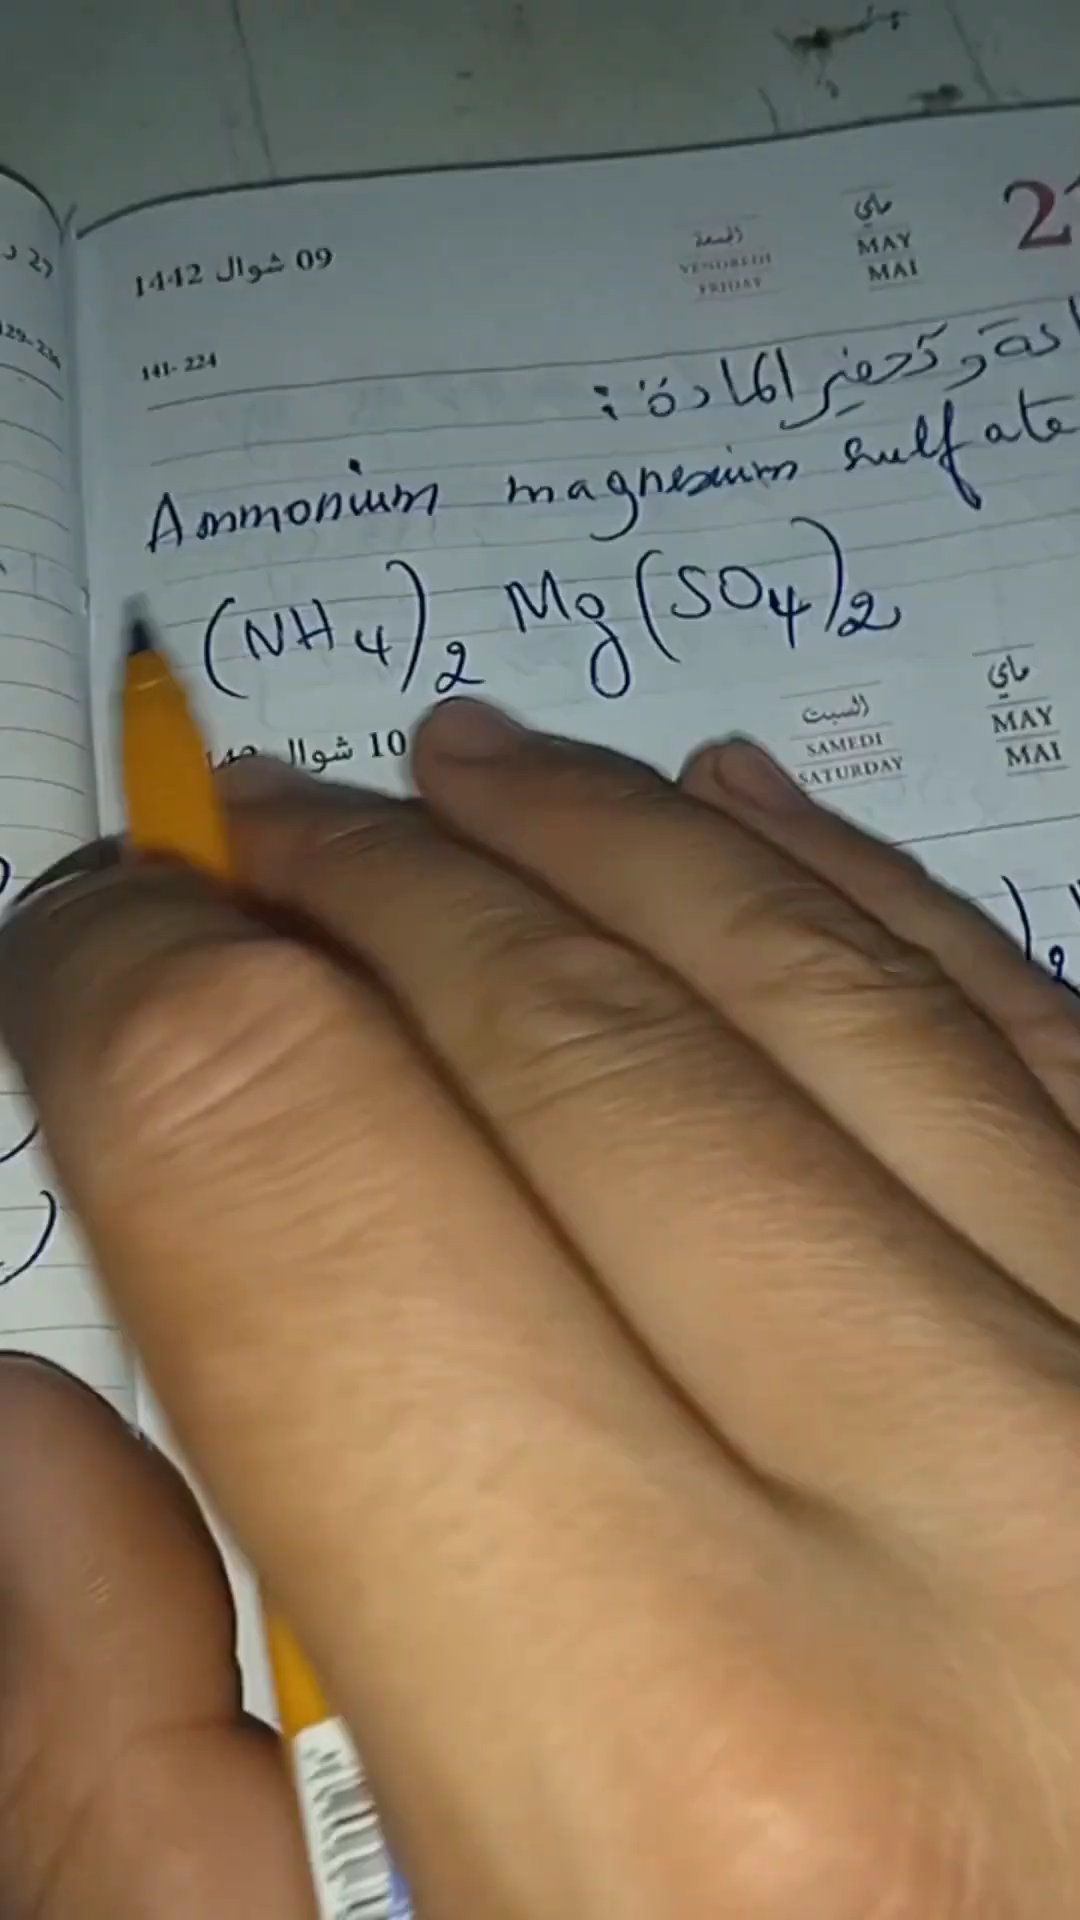 09 شوال 1442
الجمعة
VENDREDI
FRIDAY
ماي
MAY
MAI
141-224
وتحضير المادة :
Ammonium magnesium sulfate
(NH4)2 Mg(SO4)2
10 شوال
السبت
SAMEDI
SATURDAY
ماي
MAY
MAI
)2